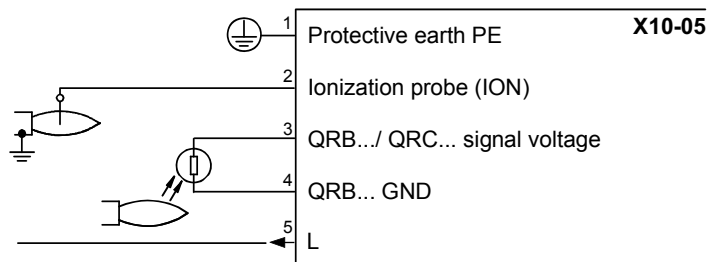 X10-05
1 Protective earth PE
2 Ionization probe (ION)
3 QRB.../ QRC... signal voltage
4 QRB... GND
5 L